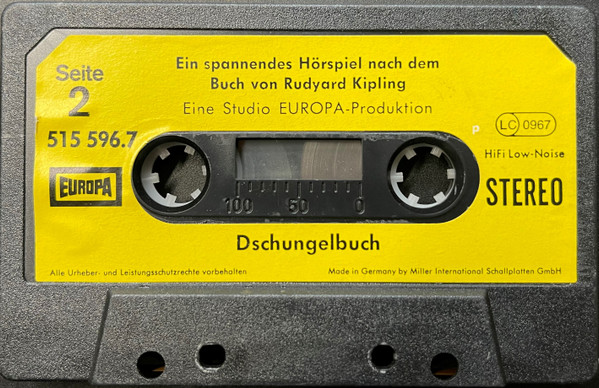 Ein spannendes Hörspiel nach dem
Buch von Rudyard Kipling
Eine Studio EUROPA-Produktion
Seite
2
515 596.7
EUROPA
P
LC 0967
HiFi Low-Noise
STEREO
100 50 0
Dschungelbuch
Alle Urheber- und Leistungsschutzrechte vorbehalten
Made in Germany by Miller International Schallplatten GmbH